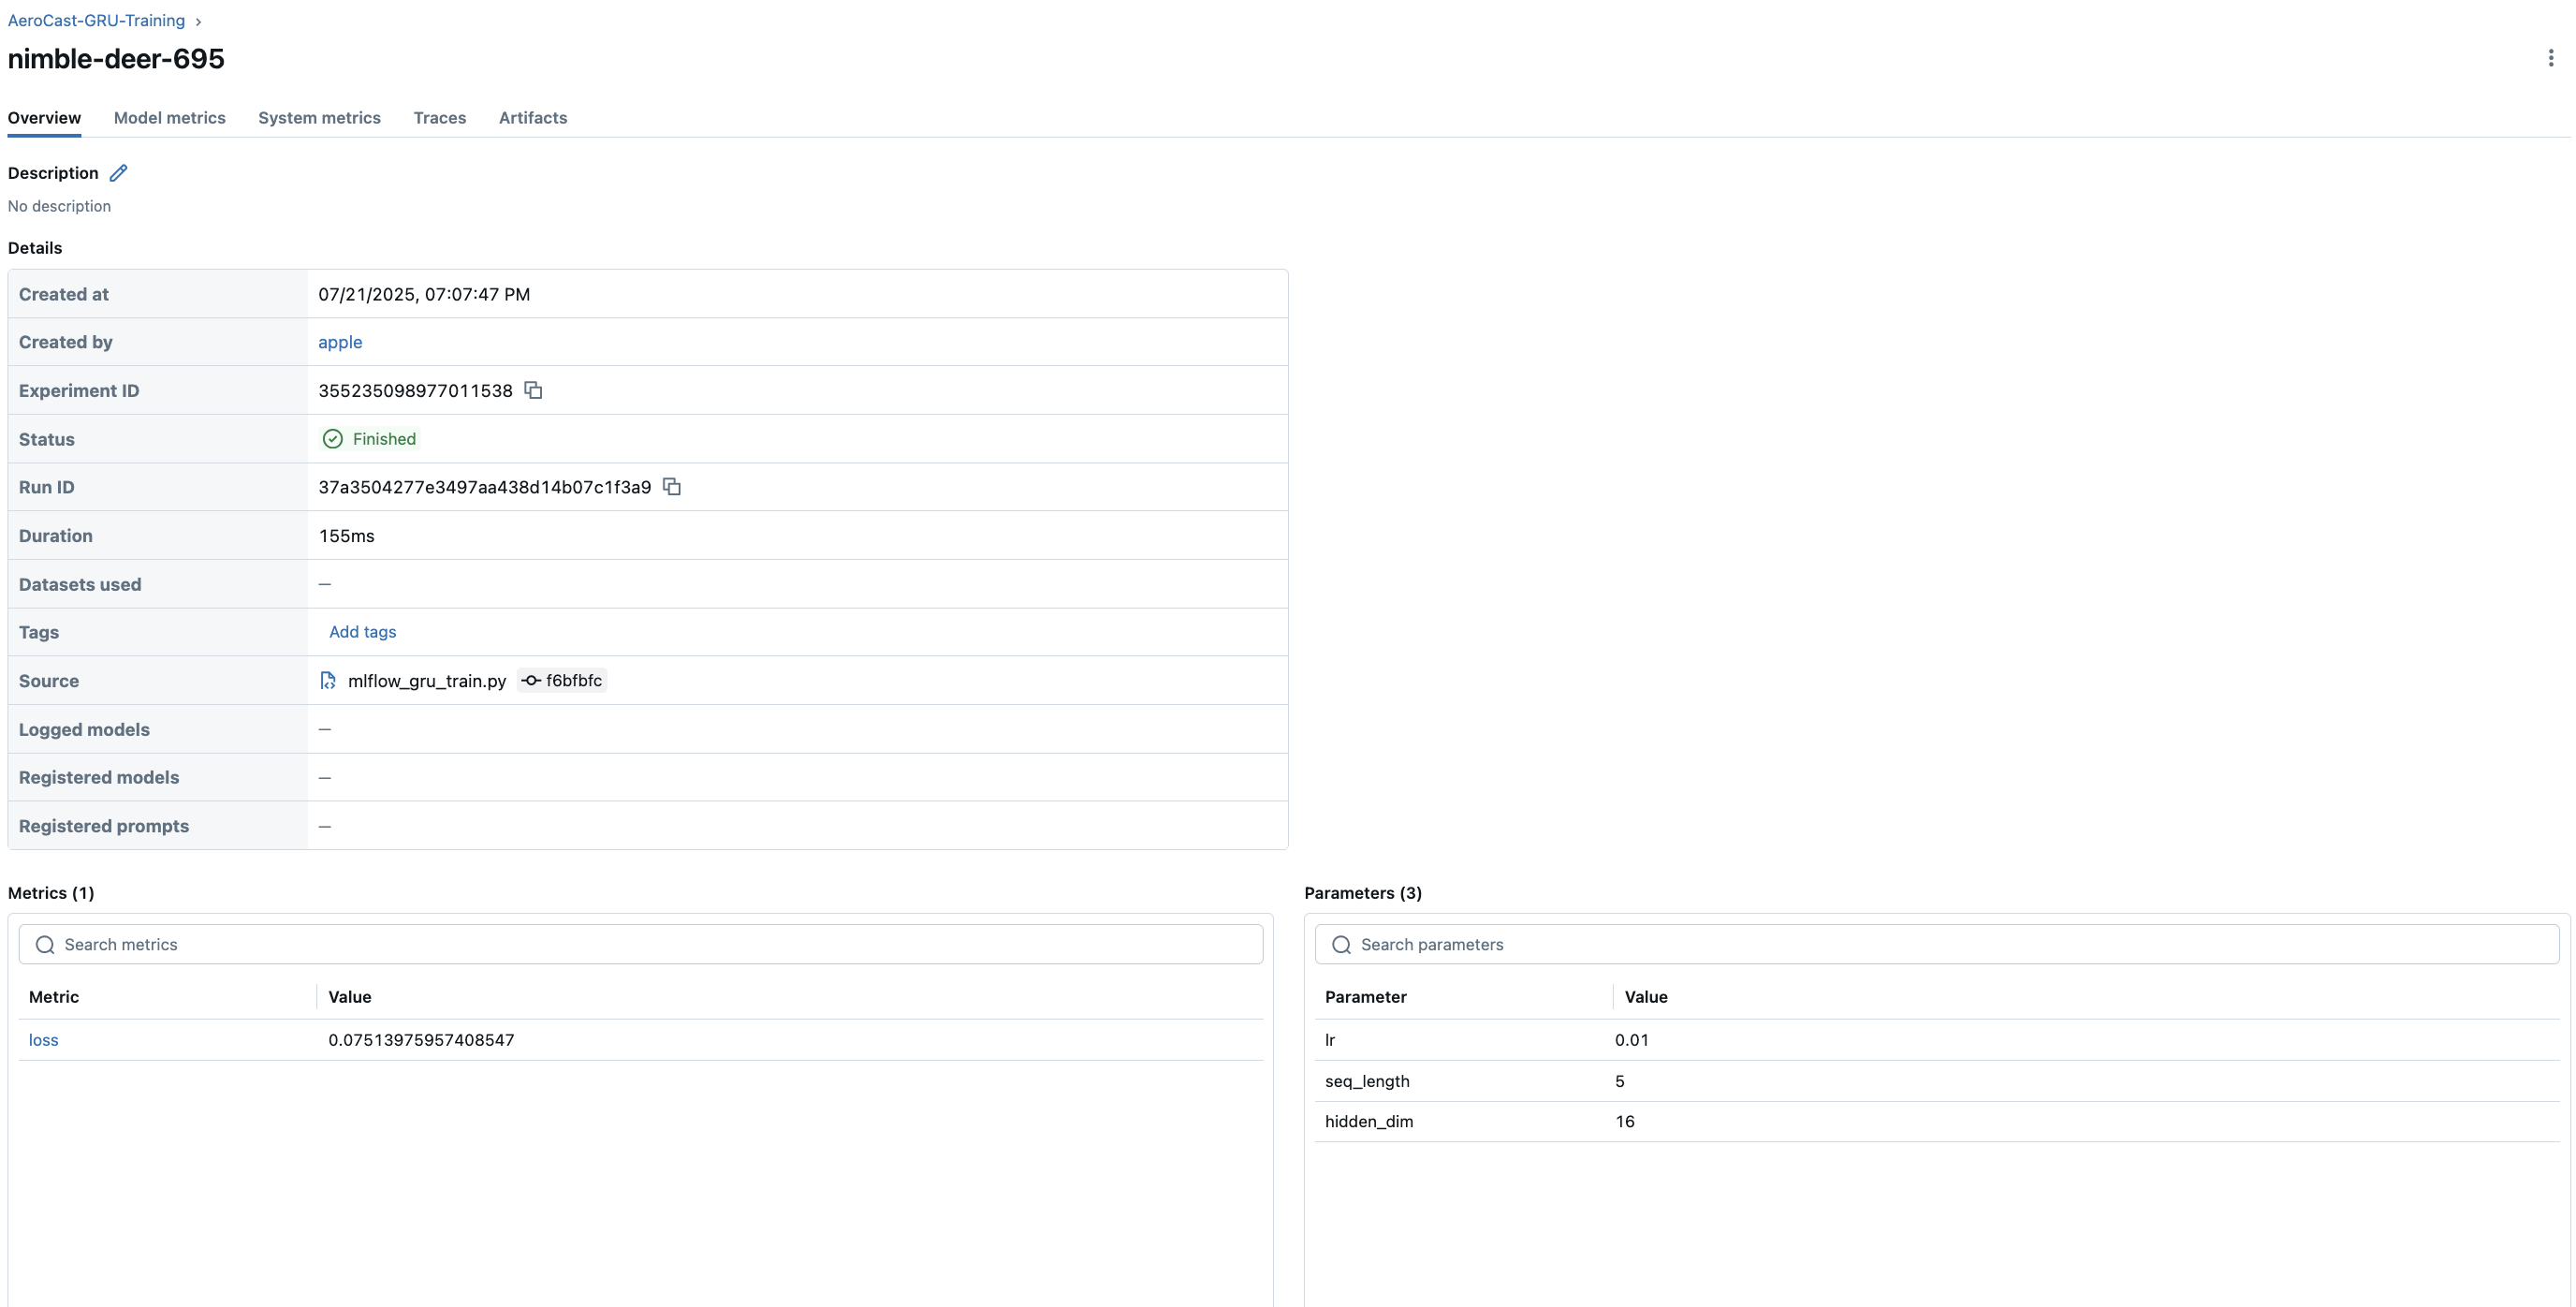 AeroCast-GRU-Training ›
nimble-deer-695
Overview Model metrics System metrics Traces Artifacts
Description
No description
Details
Created at 07/21/2025, 07:07:47 PM
Created by apple
Experiment ID 355235098977011538
Status Finished
Run ID 37a3504277e3497aa438d14b07c1f3a9
Duration 155ms
Datasets used —
Tags Add tags
Source mlflow_gru_train.py f6bfbfc
Logged models —
Registered models —
Registered prompts —
Metrics (1)
Search metrics
Metric Value
loss 0.07513975957408547
Parameters (3)
Search parameters
Parameter Value
lr 0.01
seq_length 5
hidden_dim 16